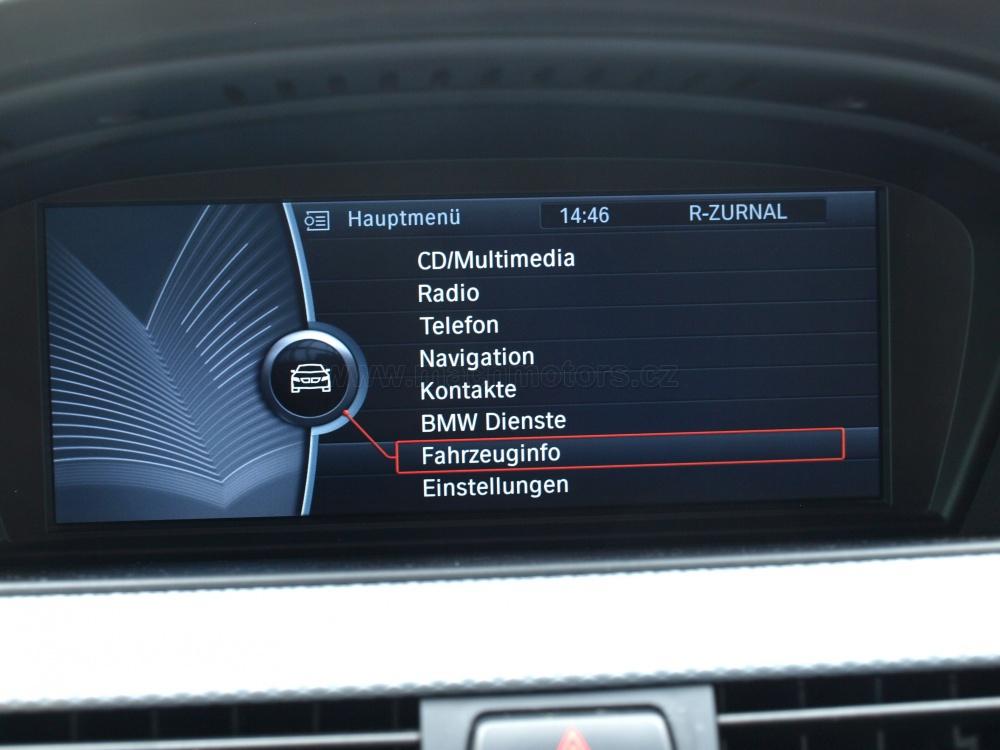 Hauptmenü 14:46 R-ZURNAL
CD/Multimedia
Radio
Telefon
Navigation
Kontakte
BMW Dienste
Fahrzeuginfo
Einstellungen